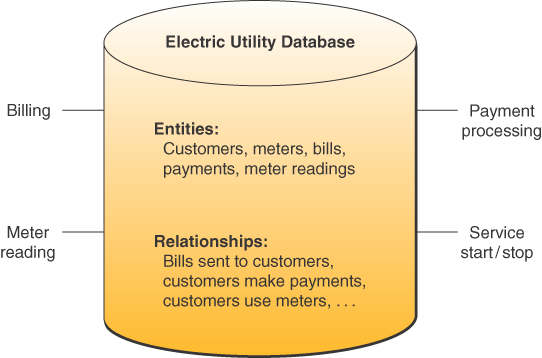 Electric Utility Database
Billing
Payment
processing
Entities:
Customers, meters, bills,
payments, meter readings
Meter
reading
Service
start/stop
Relationships:
Bills sent to customers,
customers make payments,
customers use meters, . . .